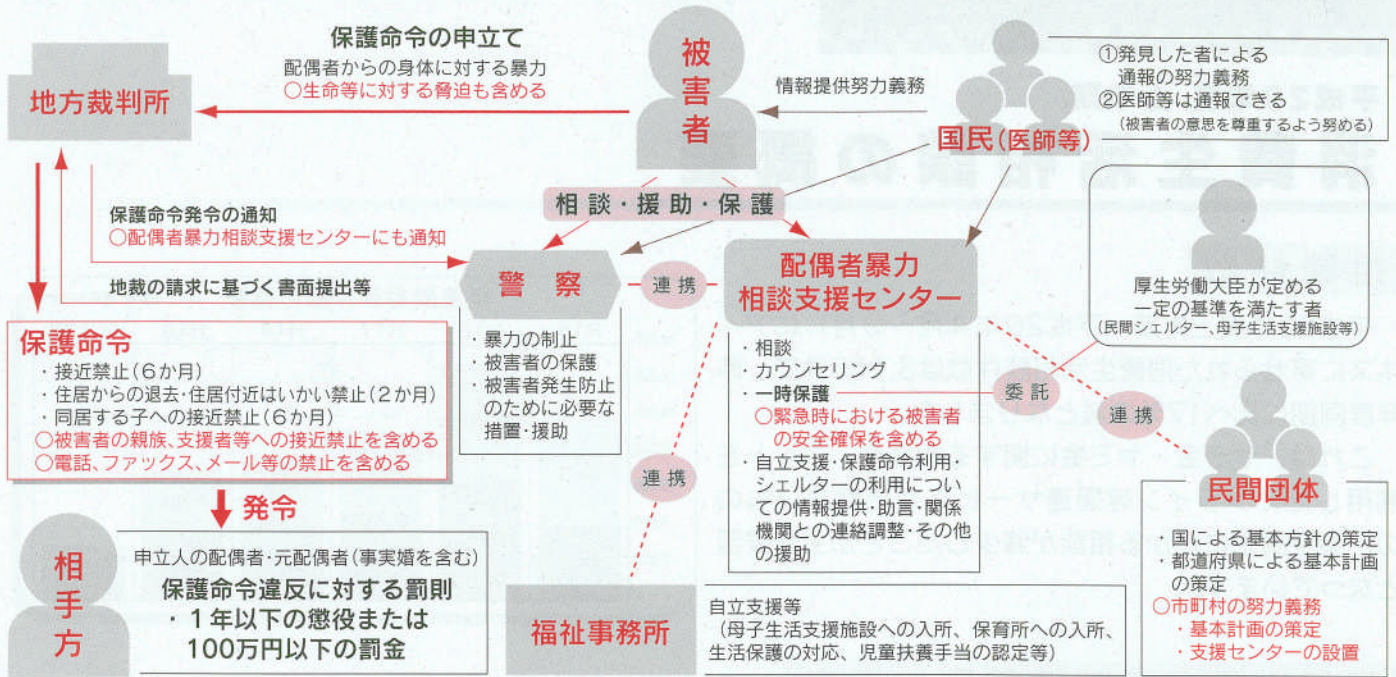 保護命令の申立て
配偶者からの身体に対する暴力
○生命等に対する脅迫も含める
地方裁判所
被害者
情報提供努力義務
国民(医師等)
①発見した者による
通報の努力義務
②医師等は通報できる
(被害者の意思を尊重するよう努める)
相談・援助・保護
保護命令発令の通知
○配偶者暴力相談支援センターにも通知
地裁の請求に基づく書面提出等
警察
・暴力の制止
・被害者の保護
・被害者発生防止
のために必要な
措置・援助
連携
配偶者暴力
相談支援センター
・相談
・カウンセリング
・一時保護
○緊急時における被害者
の安全確保を含める
・自立支援・保護命令利用・
シェルターの利用につい
ての情報提供・助言・関係
機関との連絡調整・その他
の援助
委託
厚生労働大臣が定める
一定の基準を満たす者
(民間シェルター、母子生活支援施設等)
連携
連携
民間団体
・国による基本方針の策定
・都道府県による基本計画
の策定
○市町村の努力義務
・基本計画の策定
・支援センターの設置
保護命令
・接近禁止(6か月)
・住居からの退去・住居付近はいかい禁止(2か月)
・同居する子への接近禁止(6か月)
○被害者の親族、支援者等への接近禁止を含める
○電話、ファックス、メール等の禁止を含める
発令
相手方
申立人の配偶者・元配偶者(事実婚を含む)
保護命令違反に対する罰則
・1年以下の懲役または
100万円以下の罰金
福祉事務所
自立支援等
(母子生活支援施設への入所、保育所への入所、
生活保護の対応、児童扶養手当の認定等)